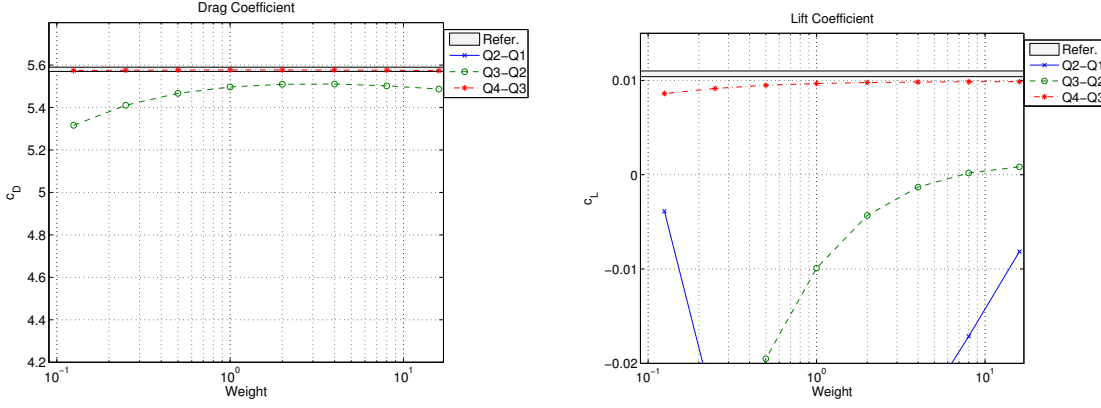 Drag Coefficient
Refer.
Q2−Q1
Q3−Q2
Q4−Q3
5.6
5.4
5.2
5
4.8
4.6
4.4
4.2
c_D
10^−1
10^0
10^1
Weight
Lift Coefficient
Refer.
Q2−Q1
Q3−Q2
Q4−Q3
0.01
0
−0.01
−0.02
c_L
10^−1
10^0
10^1
Weight